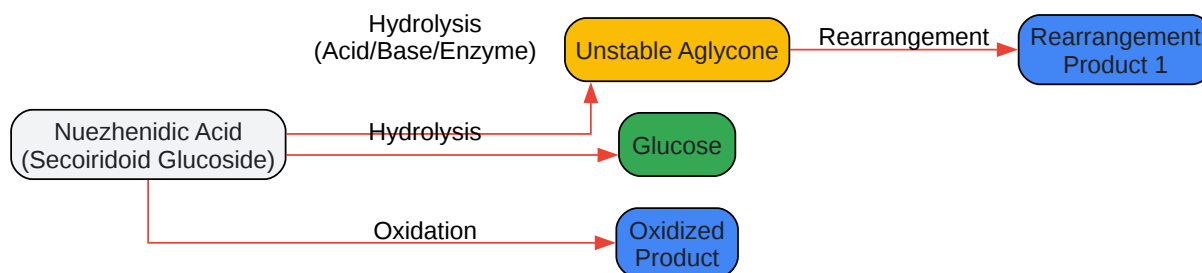 Hydrolysis
(Acid/Base/Enzyme)
Unstable Aglycone
Rearrangement
Rearrangement
Product 1
Nuezhenidic Acid
(Secoiridoid Glucoside)
Hydrolysis
Glucose
Oxidation
Oxidized
Product